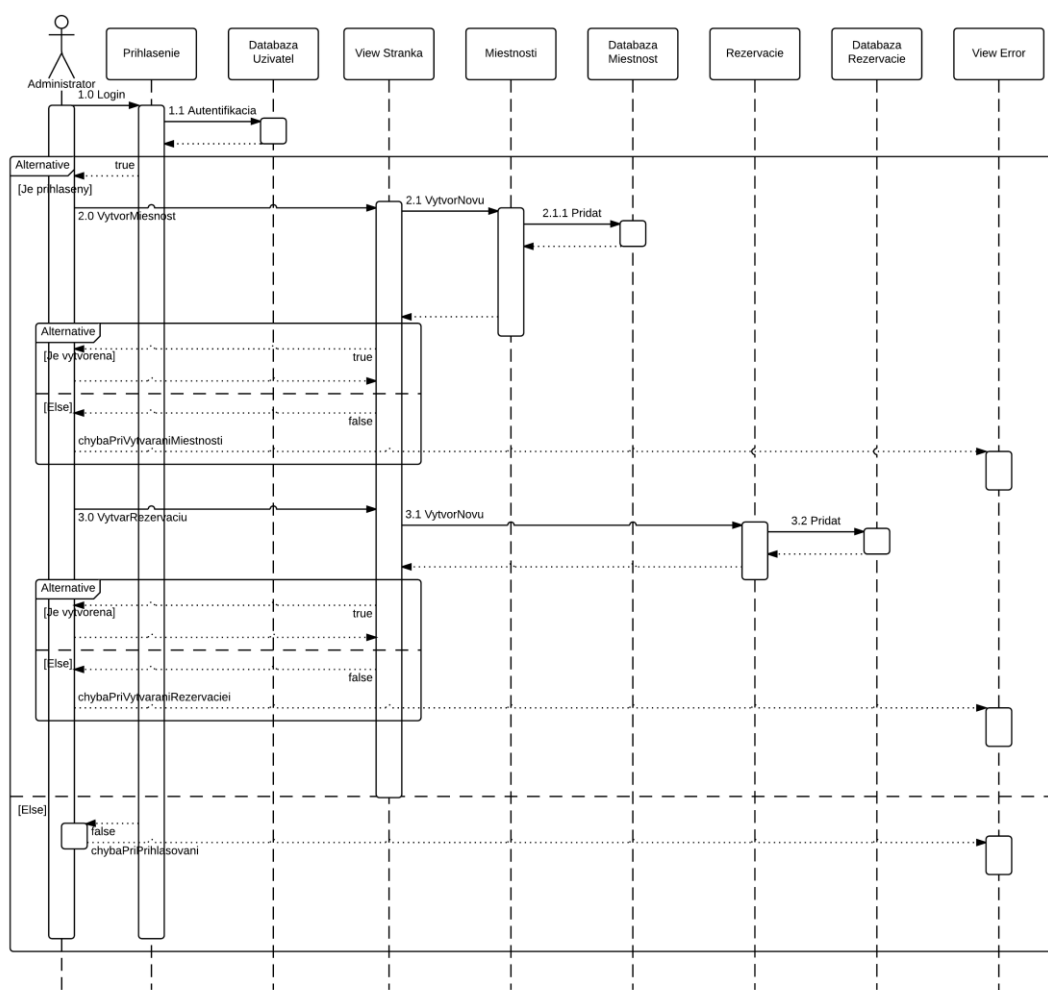 Prihlasenie
Databaza
Uzivatel
View Stranka
Miestnosti
Databaza
Miestnost
Rezervacie
Databaza
Rezervacie
View Error
Administrator
1.0 Login
1.1 Autentifikacia
Alternative
true
[Je prihlaseny]
2.0 VytvorMiesnost
2.1 VytvorNovu
2.1.1 Pridat
Alternative
[Je vytvorena]
true
[Else]
false
chybaPriVytvaraniMiestnosti
3.0 VytvarRezervaciu
3.1 VytvorNovu
3.2 Pridat
Alternative
[Je vytvorena]
true
[Else]
false
chybaPriVytvaraniRezervaciei
[Else]
false
chybaPriPrihlasovani